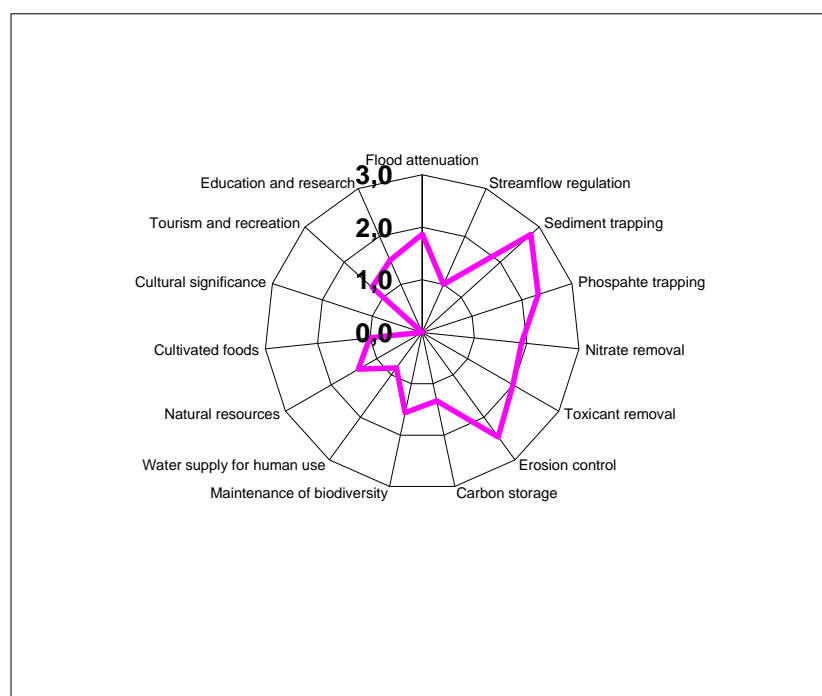 Flood attenuation
Streamflow regulation
Sediment trapping
Phospahte trapping
Nitrate removal
Toxicant removal
Erosion control
Carbon storage
Maintenance of biodiversity
Water supply for human use
Natural resources
Cultivated foods
Cultural significance
Tourism and recreation
Education and research
3,0
2,0
1,0
0,0